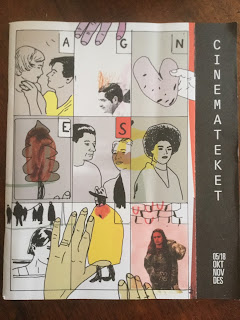 A G N
E S
CINEMATEKET
05/18
OKT
NOV
DES